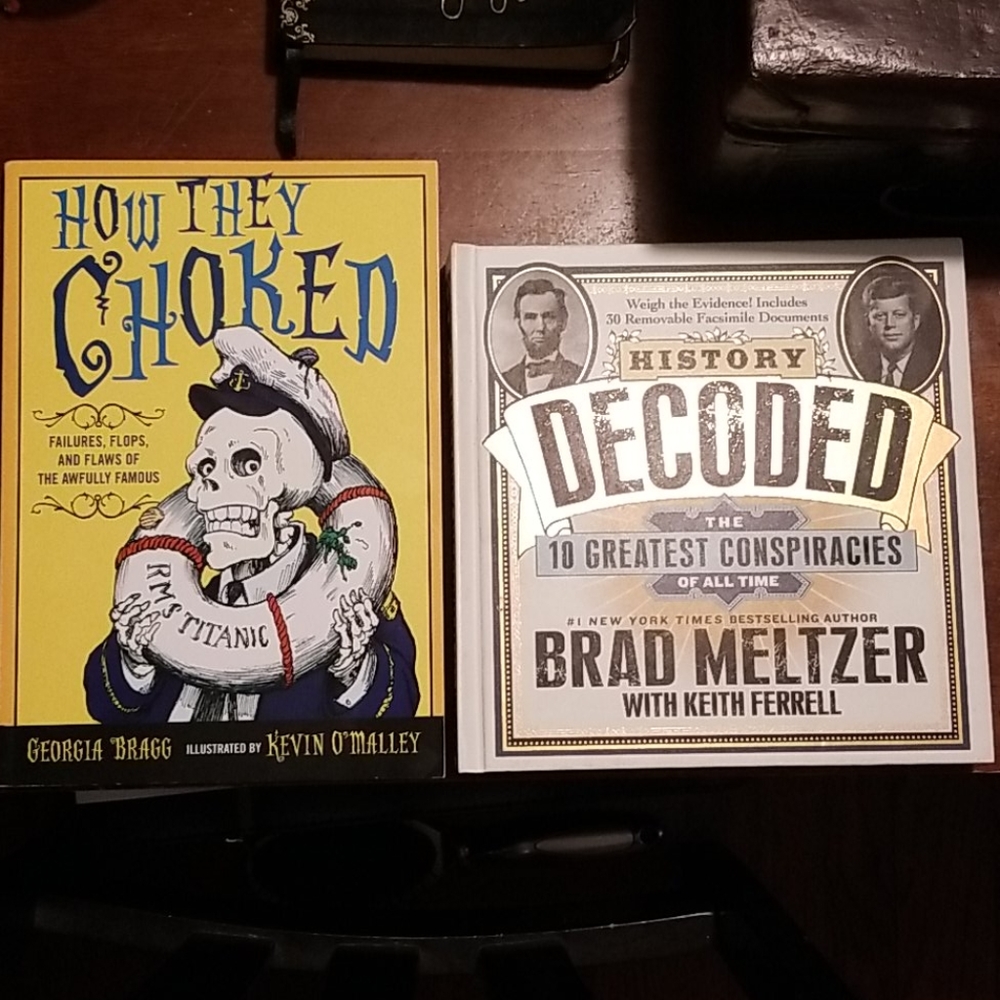 HOW THEY
CHOKED
FAILURES, FLOPS,
AND FLAWS OF
THE AWFULLY FAMOUS
RMS TITANIC
GEORGIA BRAGG ILLUSTRATED BY KEVIN O'MALLEY
Weigh the Evidence! Includes
30 Removable Facsimile Documents
HISTORY
DECODED
THE
10 GREATEST CONSPIRACIES
OF ALL TIME
#1 NEW YORK TIMES BESTSELLING AUTHOR
BRAD MELTZER
WITH KEITH FERRELL